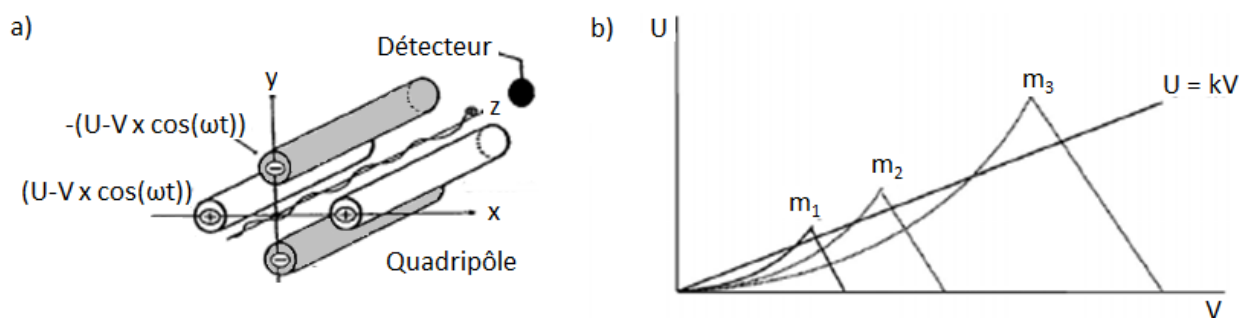 a)
Détecteur
y
z
-(U-V x cos(ωt))
(U-V x cos(ωt))
x
Quadripôle
b)
U
m₃
U = kV
m₂
m₁
V